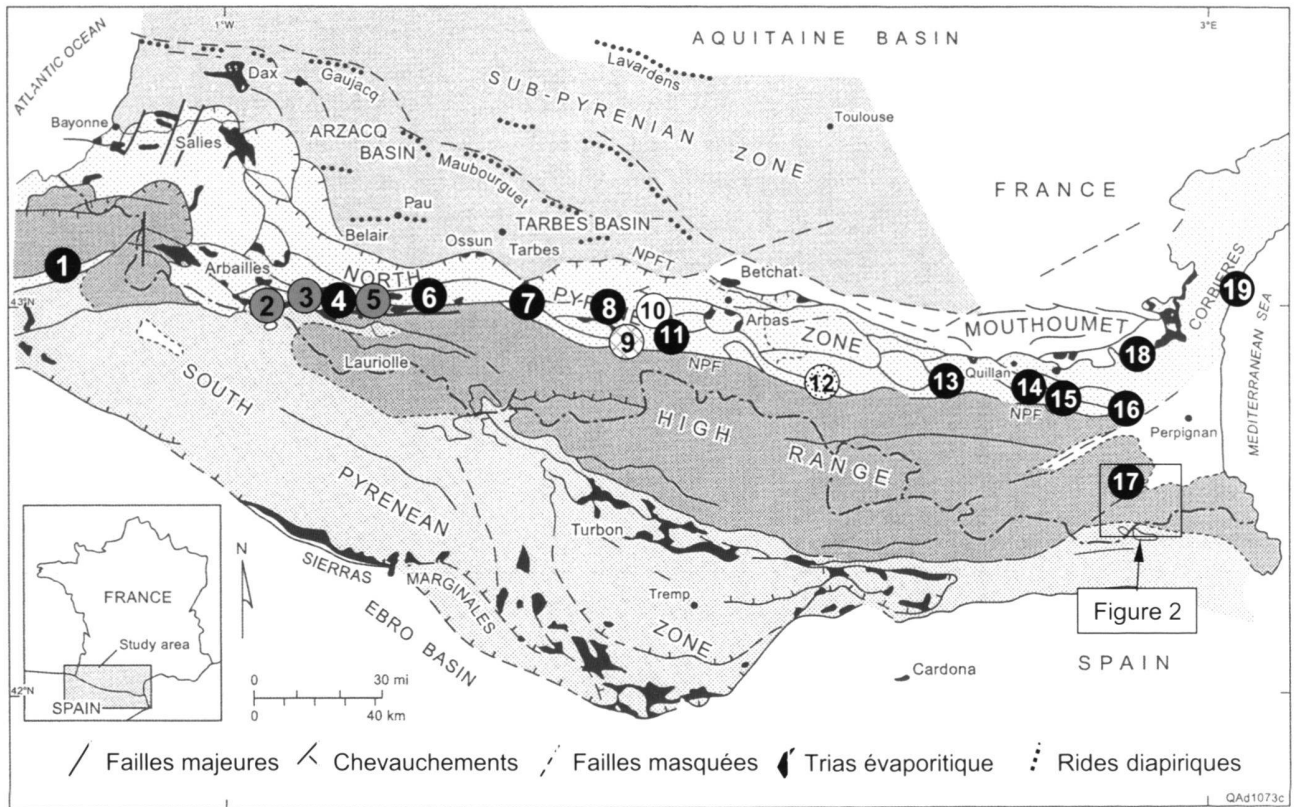 1°W
3°E
ATLANTIC OCEAN
AQUITAINE BASIN
Lavardens
Dax
Gaujacq
SUB-PYRENIAN ZONE
Bayonne
Toulouse
Salies
ARZACQ
BASIN
Maubourguet
FRANCE
Pau
Belair
TARBES BASIN
Ossun
Tarbes
NPFT
Betchat
Arbailles
NORTH PYRENEAN ZONE
CORBÈRES
MEDITERRANEAN SEA
43°N
1
2
3
4
5
6
7
8
9
10
11
12
13
14
15
16
17
18
19
Arbas
MOUTHOUMET
Quillan
Lauriolle
NPF
NPF
Perpignan
SOUTH PYRENEAN ZONE
HIGH RANGE
Turbon
SIERRAS MARGINALES
Tremp
EBRO BASIN
Cardona
Figure 2
SPAIN
N
FRANCE
Study area
SPAIN
42°N
0 30 mi
0 40 km
Failles majeures Chevauchements Failles masquées Trias évaporitique Rides diapiriques
QAd1073c